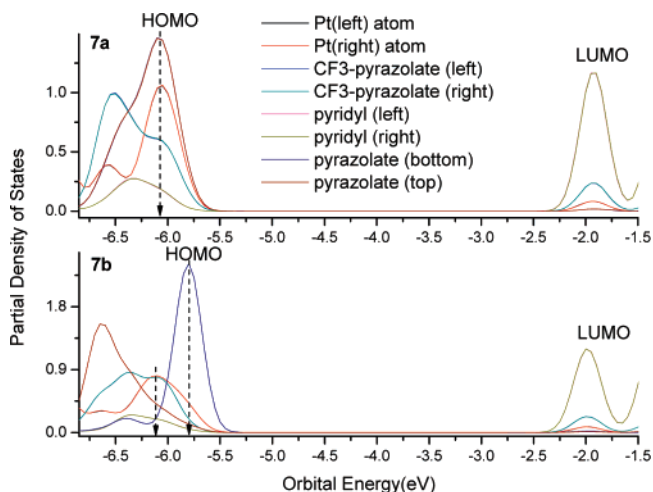 HOMO
7a
Pt(left) atom
Pt(right) atom
CF3-pyrazolate (left)
CF3-pyrazolate (right)
pyridyl (left)
pyridyl (right)
pyrazolate (bottom)
pyrazolate (top)
LUMO
1.0
0.5
0.0
-6.5 -6.0 -5.5 -5.0 -4.5 -4.0 -3.5 -3.0 -2.5 -2.0 -1.5
Partial Density of States
7b
HOMO
LUMO
1.8
0.9
0.0
-6.5 -6.0 -5.5 -5.0 -4.5 -4.0 -3.5 -3.0 -2.5 -2.0 -1.5
Orbital Energy(eV)